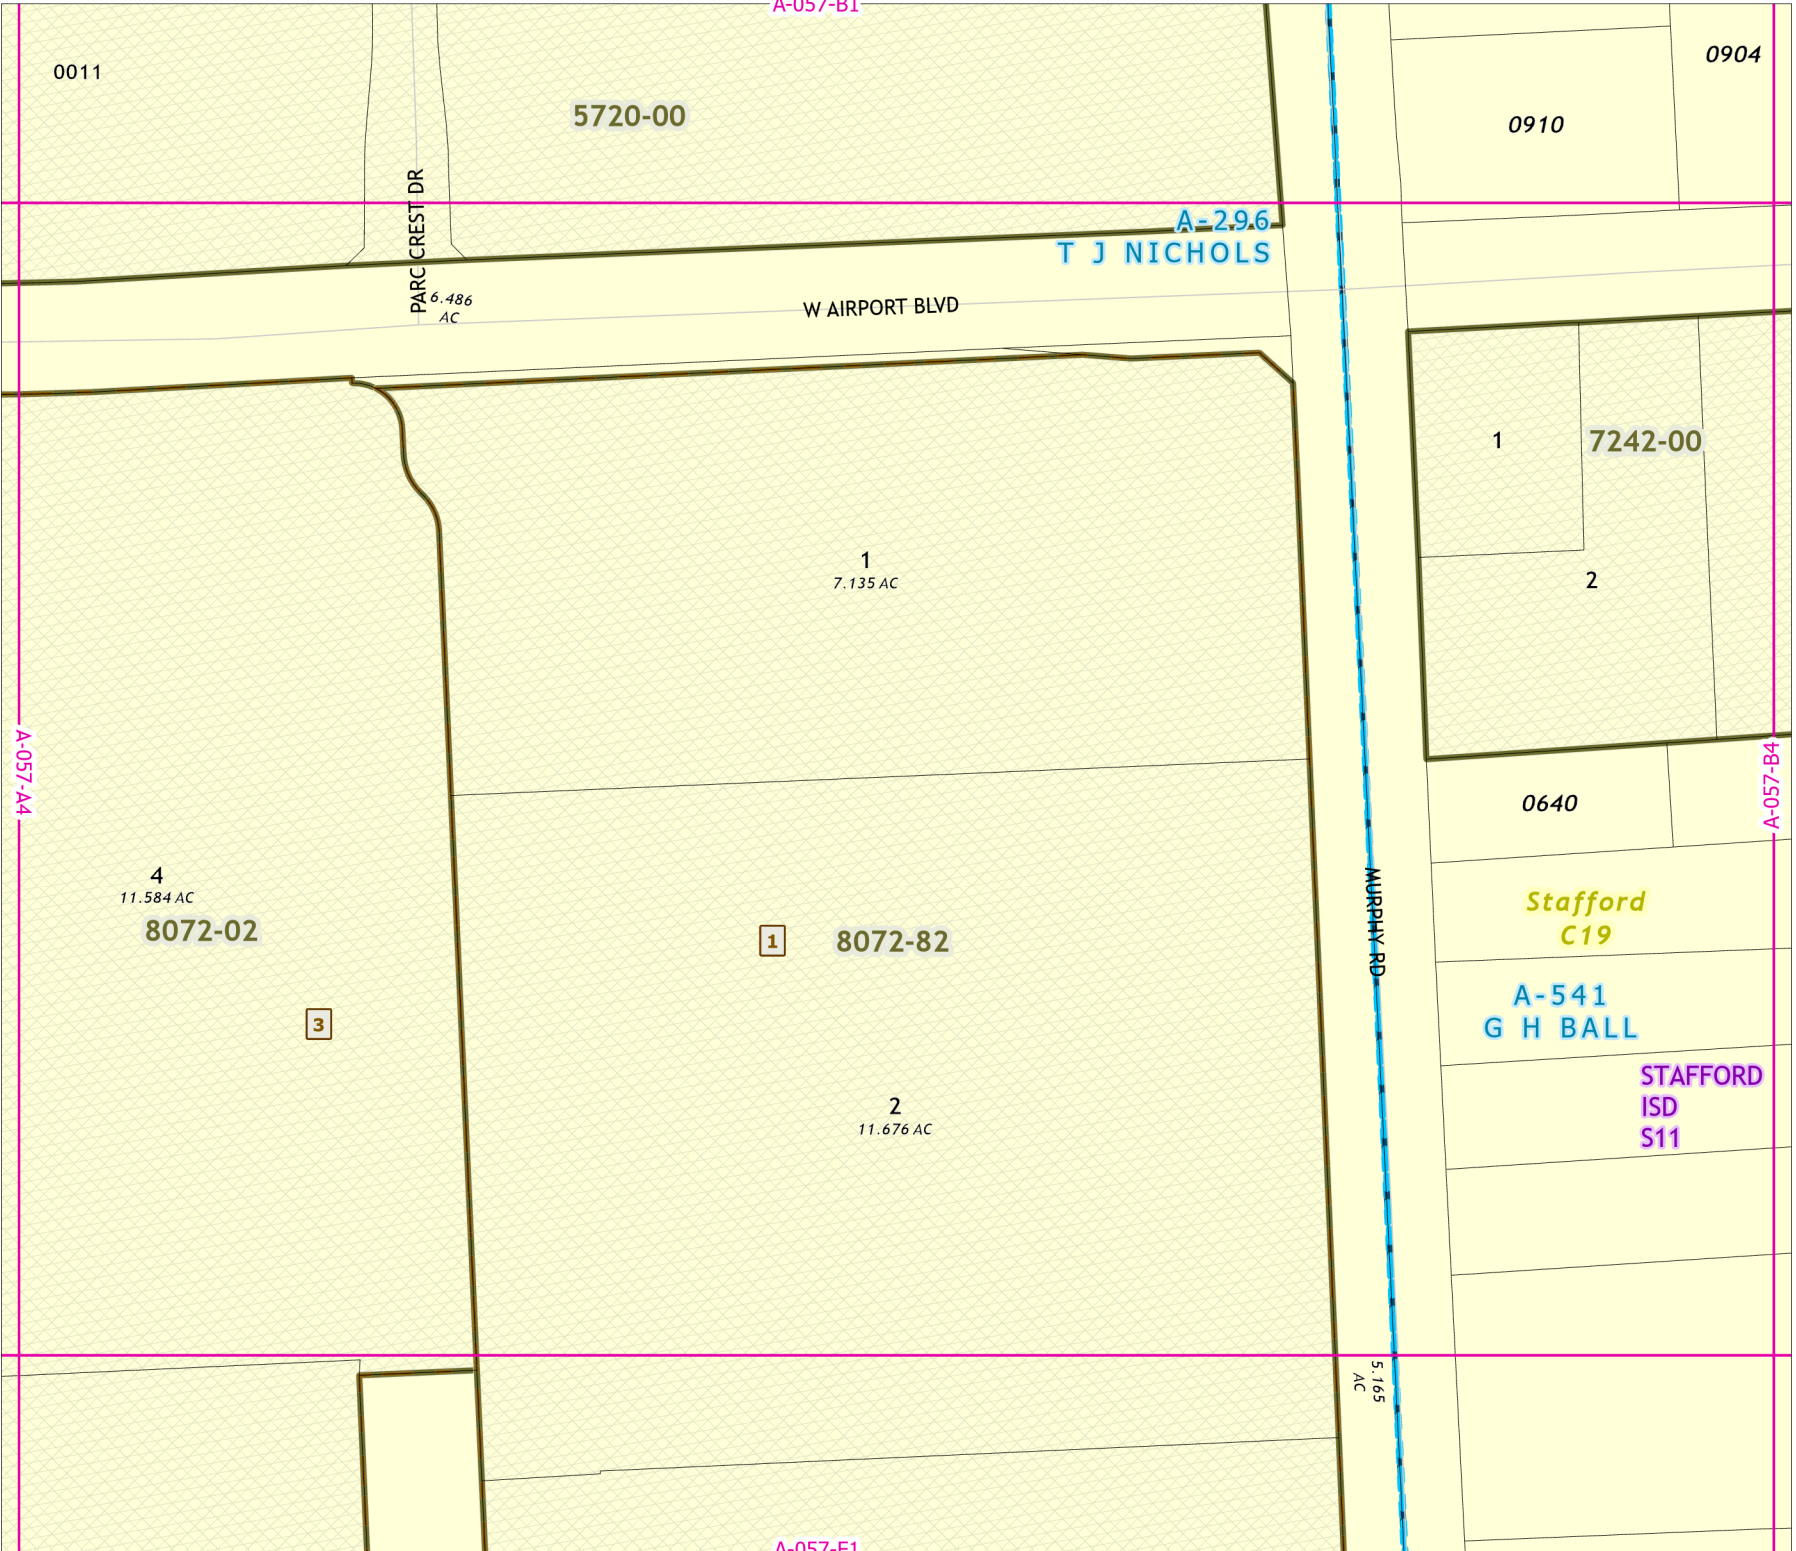 A-057-B1
0011
0904
5720-00
0910
PARC CREST DR
A-296
T J NICHOLS
6.486
AC
W AIRPORT BLVD
1
7242-00
1
7.135 AC
2
A-057-A4
A-057-B4
0640
4
11.584 AC
8072-02
1
8072-82
MURPHY RD
Stafford
C19
A-541
G H BALL
3
STAFFORD
ISD
S11
2
11.676 AC
5.165
AC
A-057-F1